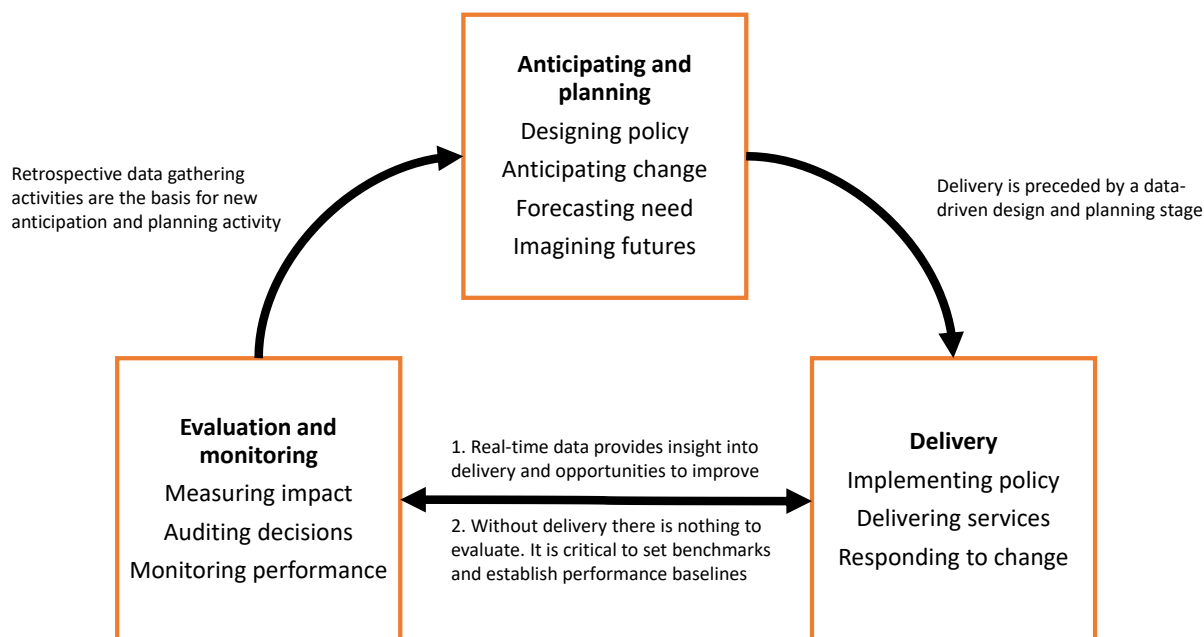 Anticipating and
planning
Designing policy
Anticipating change
Forecasting need
Imagining futures
Retrospective data gathering
activities are the basis for new
anticipation and planning activity
Delivery is preceded by a data-
driven design and planning stage
Evaluation and
monitoring
Measuring impact
Auditing decisions
Monitoring performance
1. Real-time data provides insight into
delivery and opportunities to improve
2. Without delivery there is nothing to
evaluate. It is critical to set benchmarks
and establish performance baselines
Delivery
Implementing policy
Delivering services
Responding to change